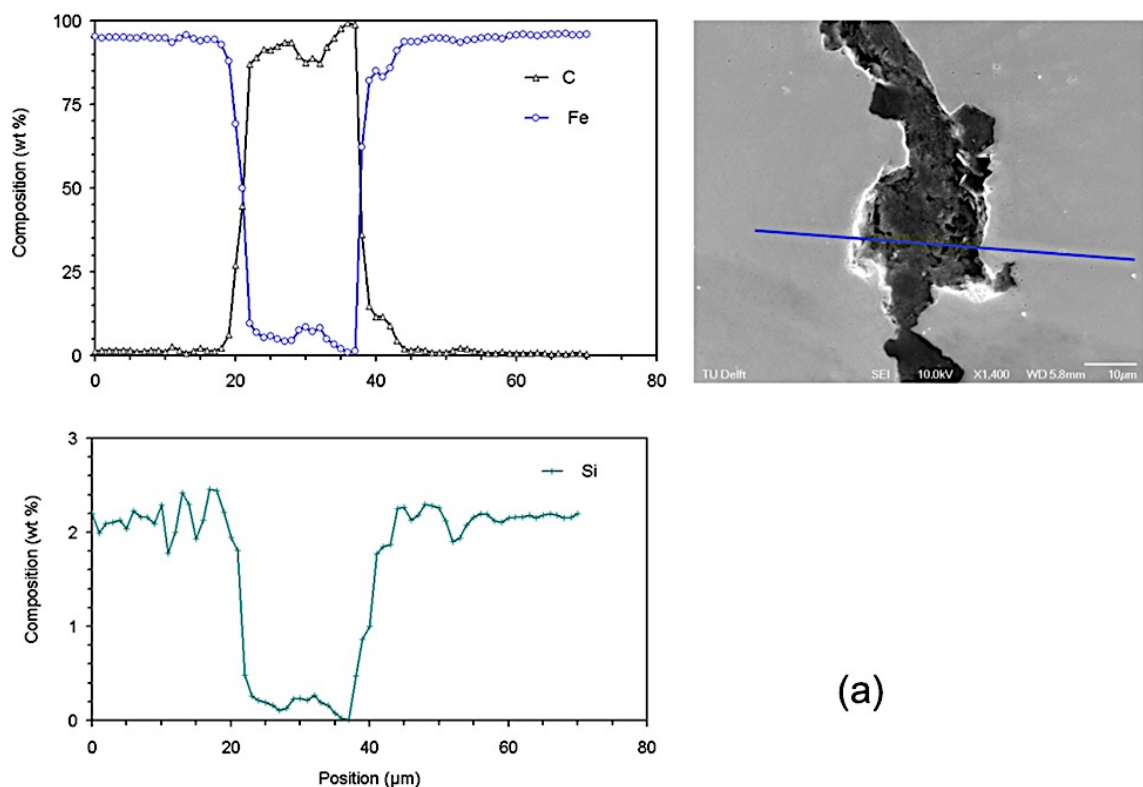 100
75
50
25
0
Composition (wt %)
C
Fe
0 20 40 60 80
TU Delft SEI 10.0kV X1,400 WD 5.8mm 10µm
3
2
1
0
Composition (wt %)
Si
0 20 40 60 80
Position (µm)
(a)